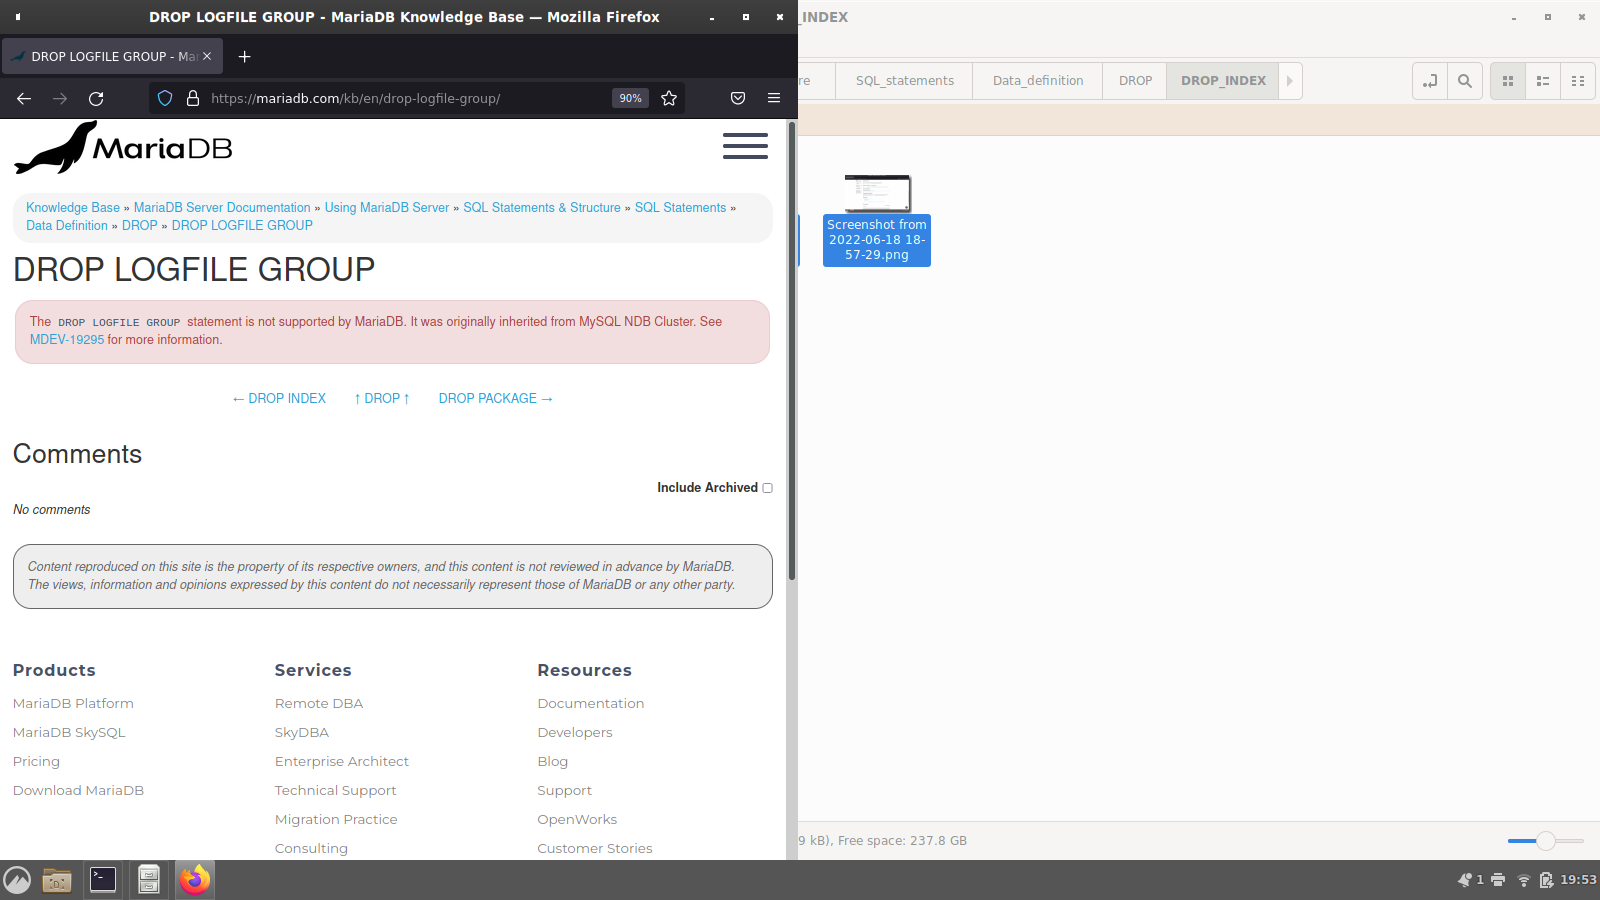 DROP LOGFILE GROUP - MariaDB Knowledge Base — Mozilla Firefox
DROP LOGFILE GROUP - Mar
https://mariadb.com/kb/en/drop-logfile-group/
90%
MariaDB
Knowledge Base » MariaDB Server Documentation » Using MariaDB Server » SQL Statements & Structure » SQL Statements »
Data Definition » DROP » DROP LOGFILE GROUP
DROP LOGFILE GROUP
The DROP LOGFILE GROUP statement is not supported by MariaDB. It was originally inherited from MySQL NDB Cluster. See
MDEV-19295 for more information.
← DROP INDEX ↑ DROP ↑ DROP PACKAGE →
Comments
Include Archived
No comments
Content reproduced on this site is the property of its respective owners, and this content is not reviewed in advance by MariaDB.
The views, information and opinions expressed by this content do not necessarily represent those of MariaDB or any other party.
Products
MariaDB Platform
MariaDB SkySQL
Pricing
Download MariaDB
Services
Remote DBA
SkyDBA
Enterprise Architect
Technical Support
Migration Practice
Consulting
Resources
Documentation
Developers
Blog
Support
OpenWorks
Customer Stories
_INDEX
re SQL_statements Data_definition DROP DROP_INDEX
Screenshot from
2022-06-18 18-
57-29.png
9 kB), Free space: 237.8 GB
1 19:53